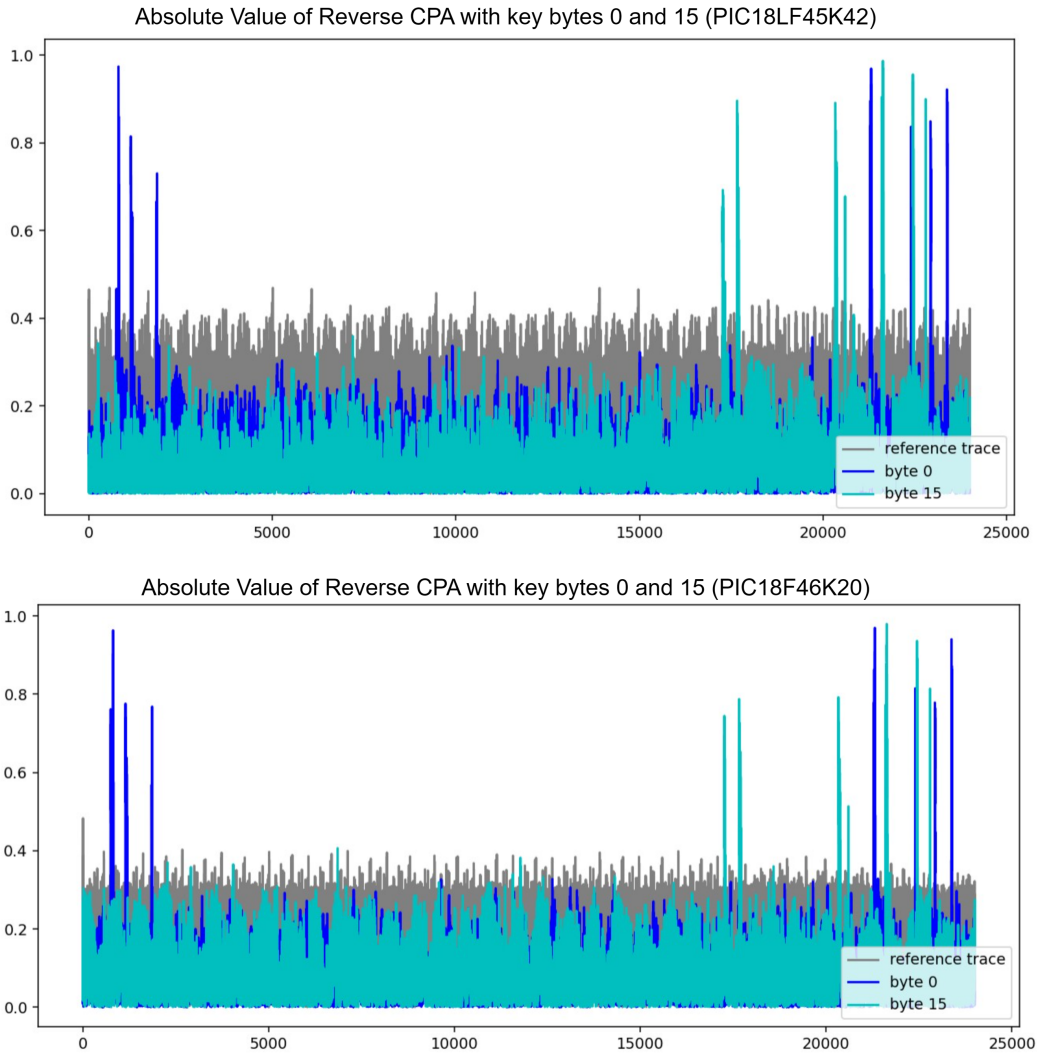 Absolute Value of Reverse CPA with key bytes 0 and 15 (PIC18LF45K42)
1.0
0.8
0.6
0.4
0.2
0.0
reference trace
byte 0
byte 15
0 5000 10000 15000 20000 25000
Absolute Value of Reverse CPA with key bytes 0 and 15 (PIC18F46K20)
1.0
0.8
0.6
0.4
0.2
0.0
reference trace
byte 0
byte 15
0 5000 10000 15000 20000 25000